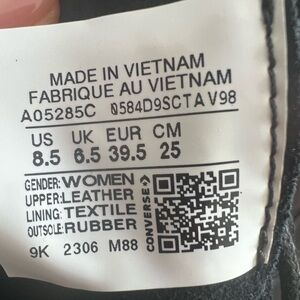 MADE IN VIETNAM
FABRIQUE AU VIETNAM
A05285C 0584D9SCTA V98
US UK EUR CM
8.5 6.5 39.5 25
GENDER: WOMEN
UPPER: LEATHER
LINING: TEXTILE
OUTSOLE: RUBBER
CONVERSE
9K 2306 M88